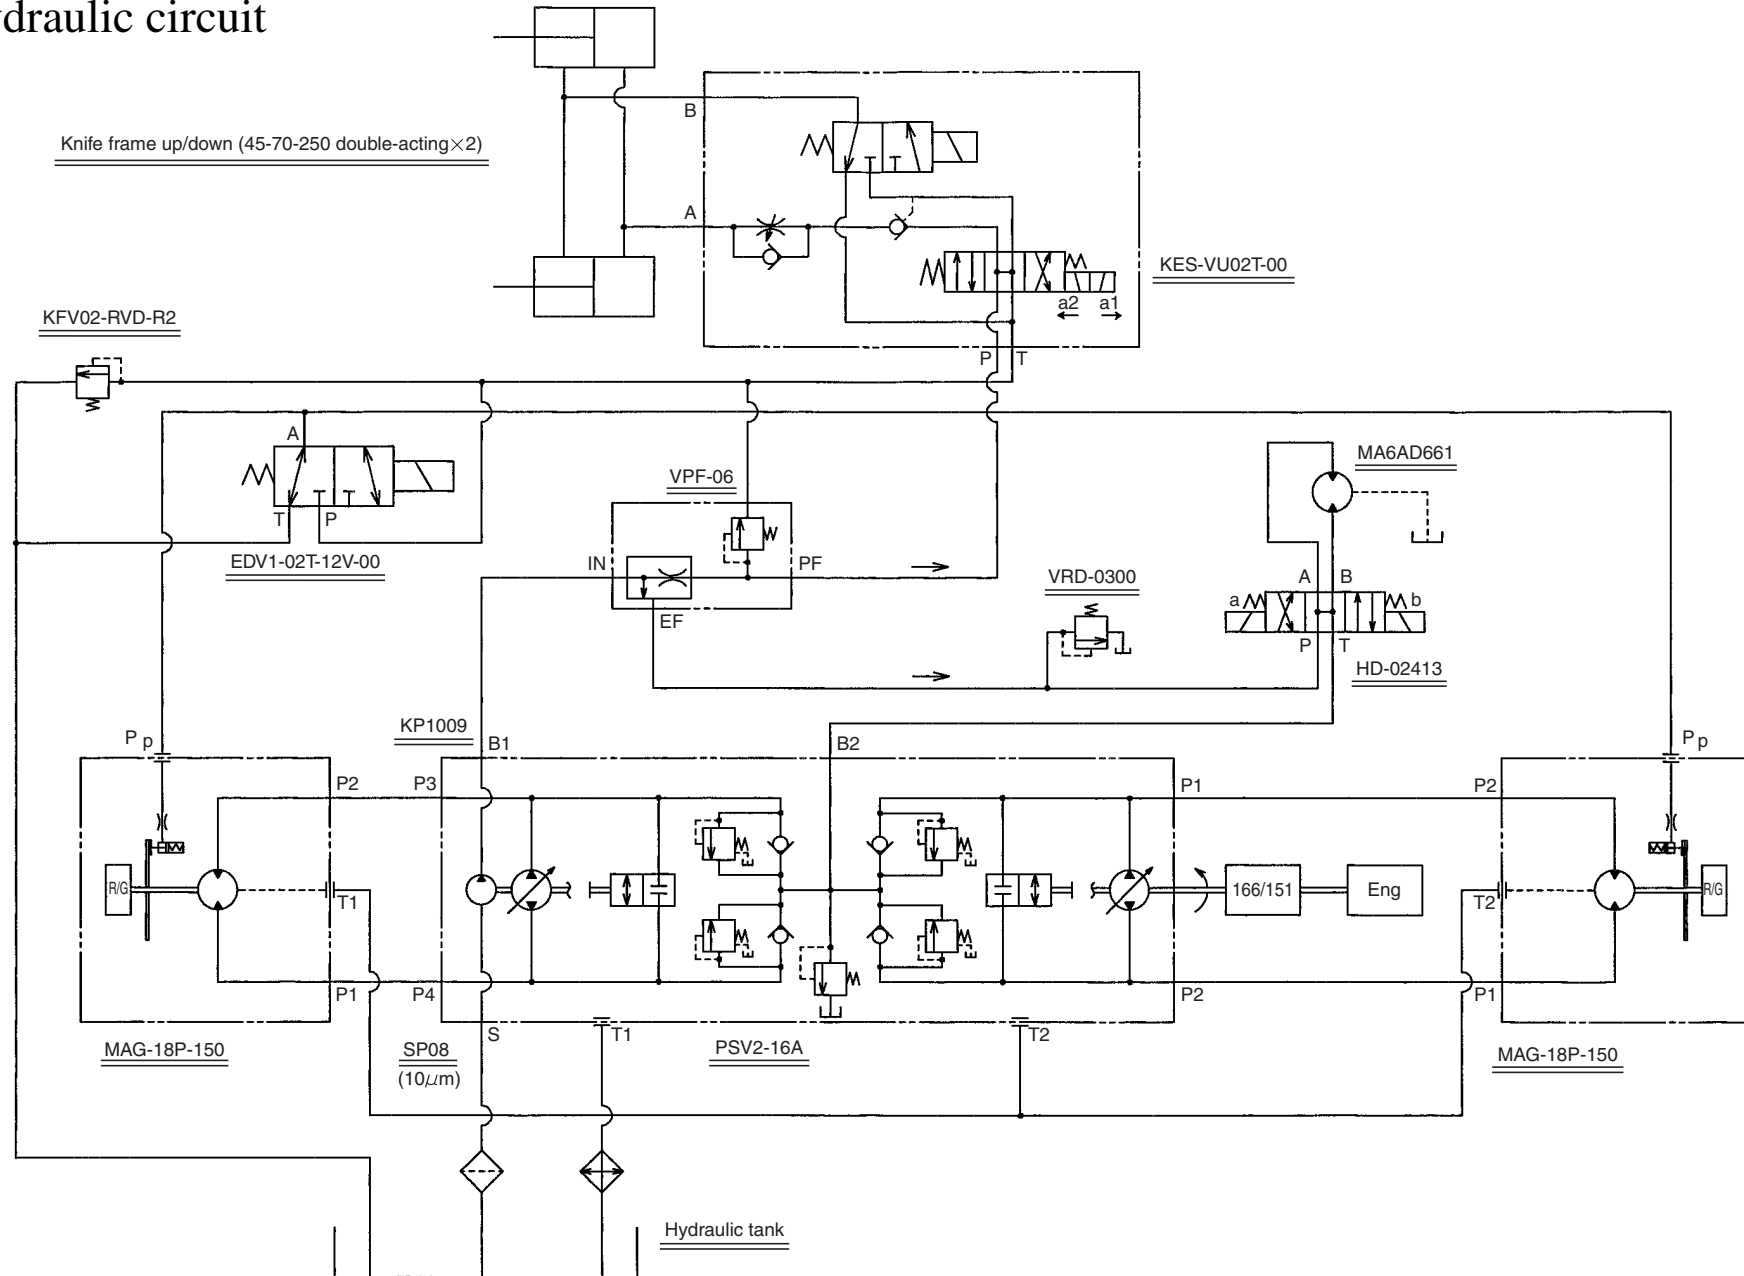 draulic circuit
B
Knife frame up/down (45-70-250 double-acting×2)
A
KES-VU02T-00
a2 a1
KFV02-RVD-R2
P T
A
MA6AD661
VPF-06
T P
EDV1-02T-12V-00
IN PF
VRD-0300
A B
a b
EF
P T
HD-02413
KP1009
Pp B1 B2 Pp
P2 P3 P1 P2
R/G T1 166/151 Eng T2 R/G
P1 P4 P2 P1
S T1 T2
MAG-18P-150 SP08 PSV2-16A MAG-18P-150
(10μm)
Hydraulic tank